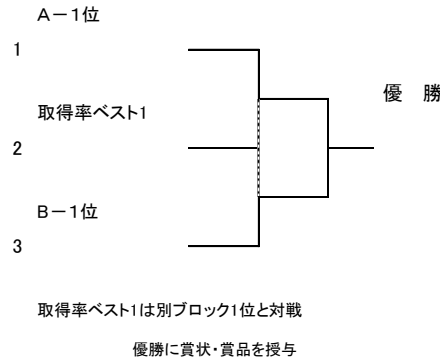 A－1位
1
優　勝
取得率ベスト1
2
B－1位
3
取得率ベスト1は別ブロック1位と対戦
優勝に賞状・賞品を授与